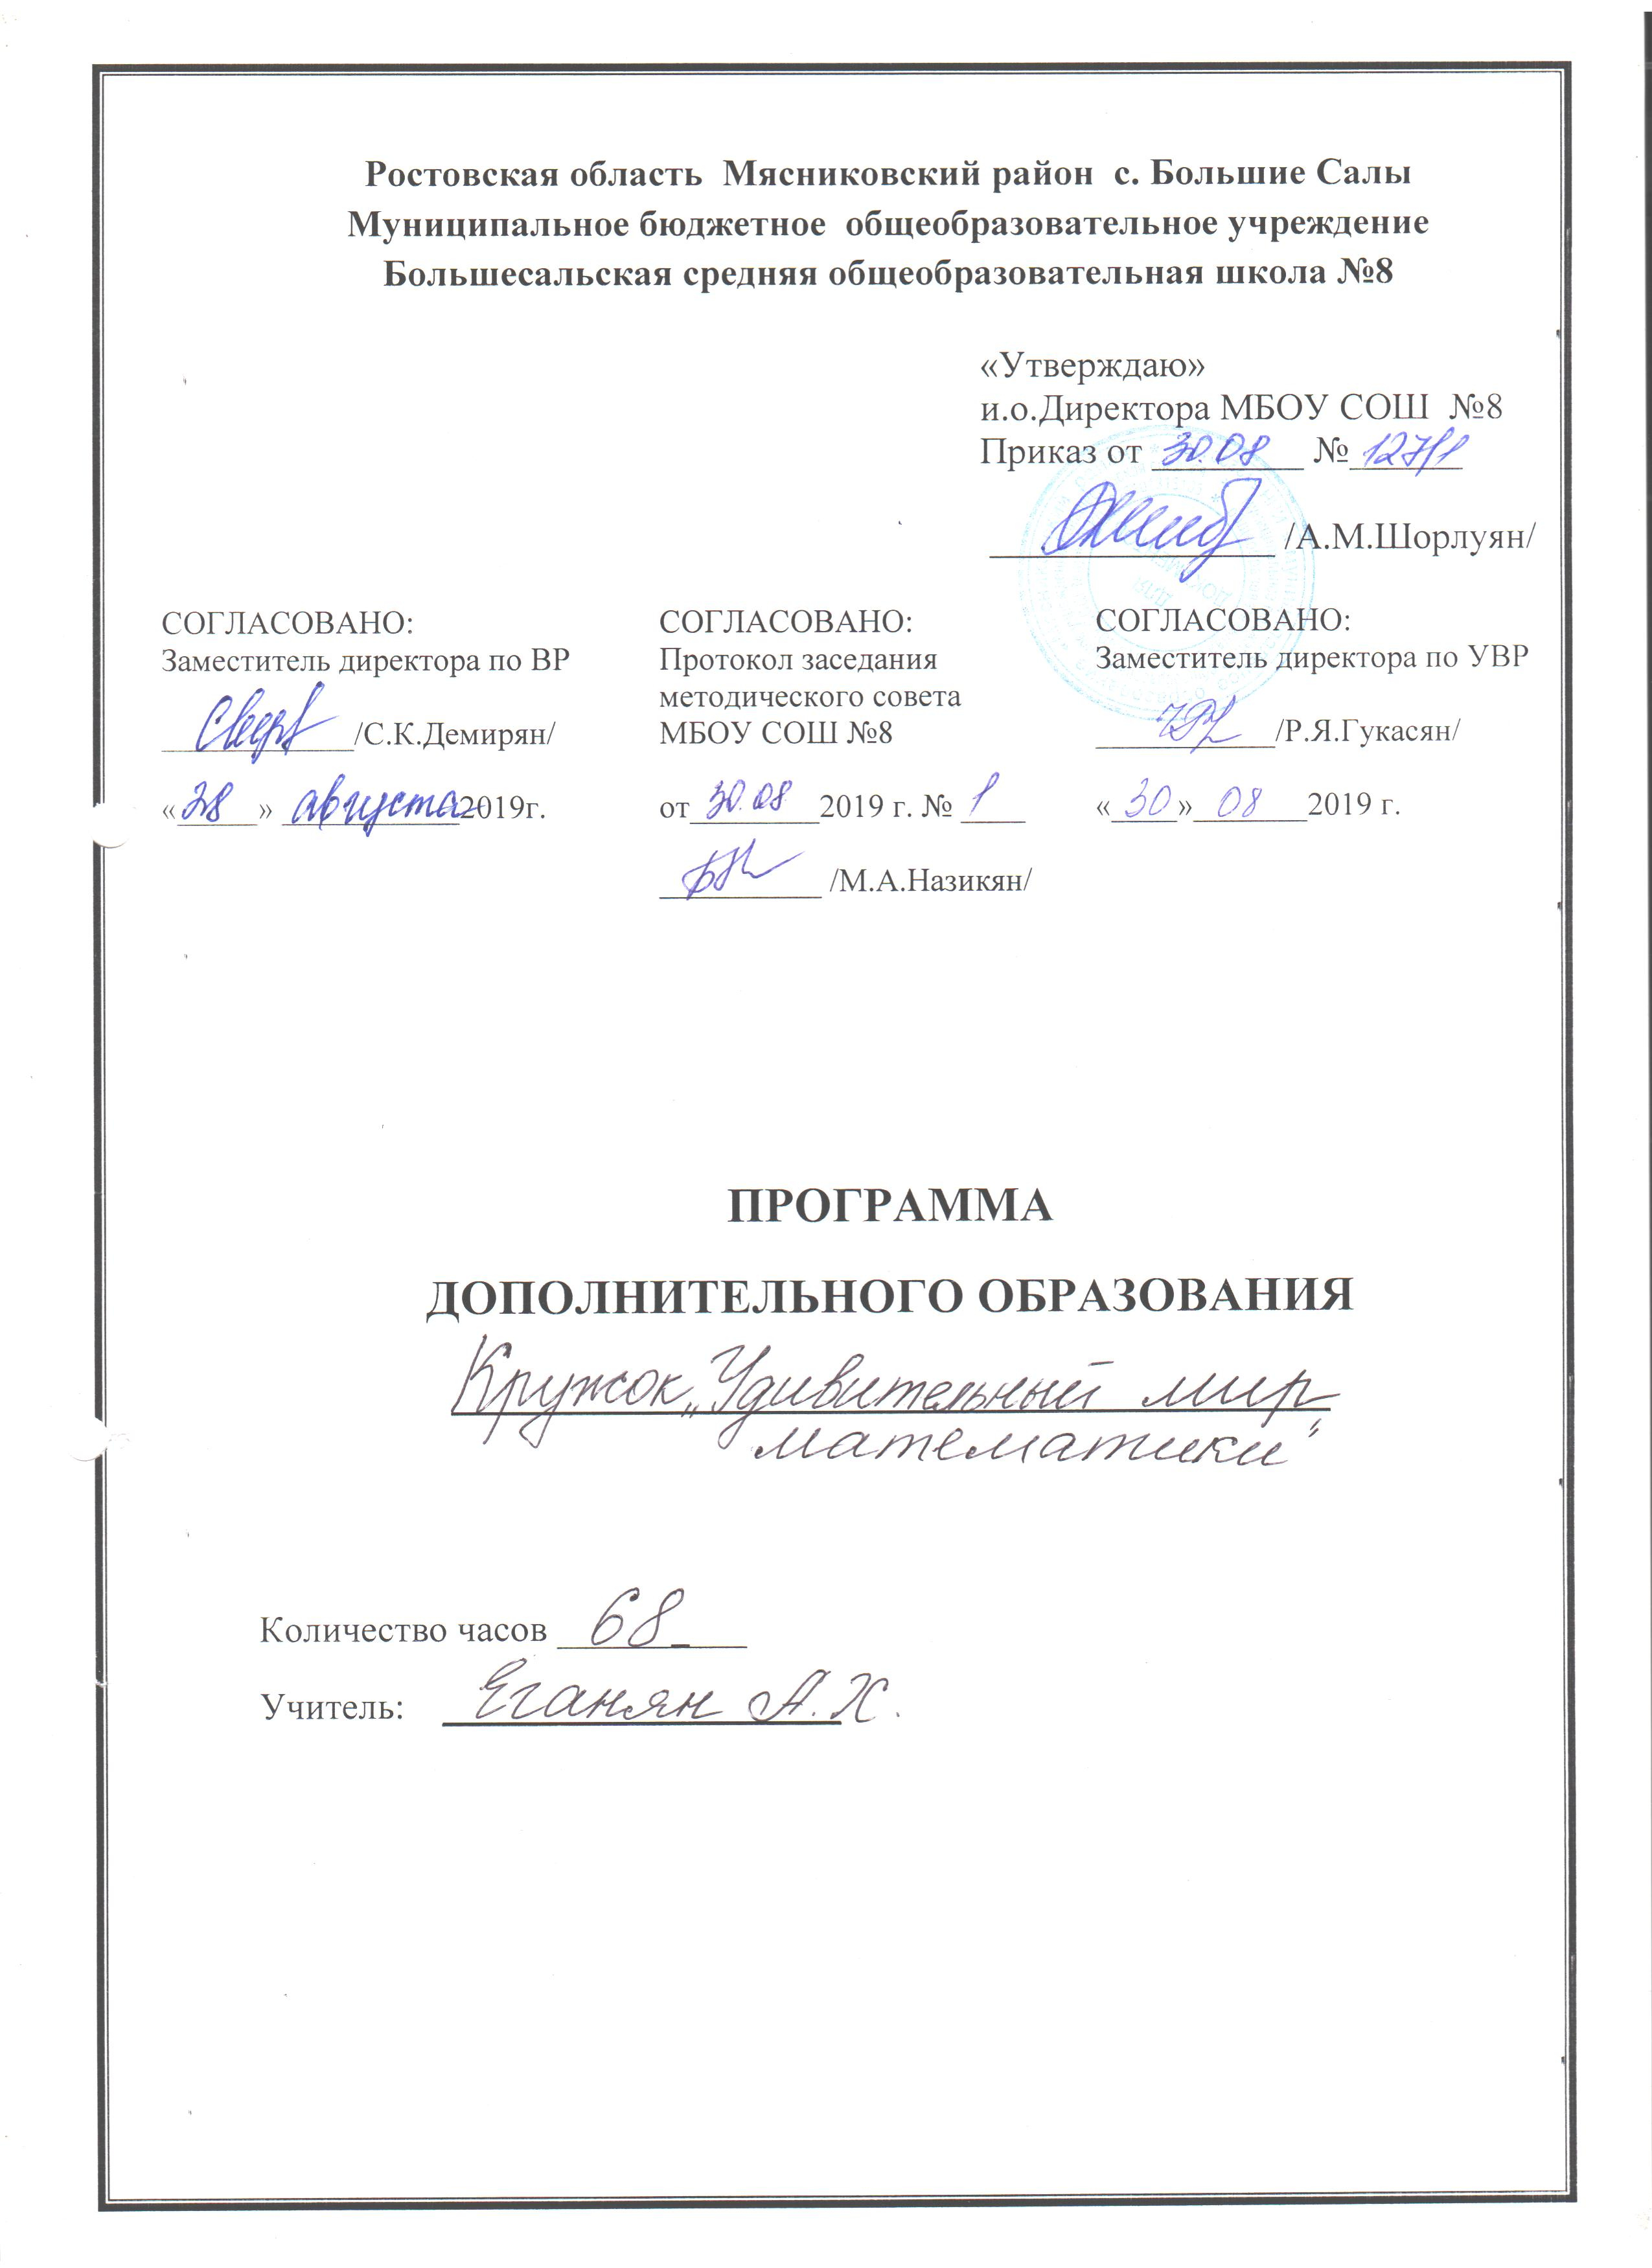 Ростовская область  Мясниковский район  с. Большие Салы
Муниципальное бюджетное  общеобразовательное учреждение
Большесальская средняя общеобразовательная школа №8
«Утверждаю»
и.о.Директора МБОУ СОШ  №8
Приказ от 30.08 № 127/1
/А.М.Шорлуян/
СОГЛАСОВАНО:
Заместитель директора по ВР
/С.К.Демирян/
«28» августа 2019г.
СОГЛАСОВАНО:
Протокол заседания
методического совета
МБОУ СОШ №8
от 30.08 2019 г. № 1
/М.А.Назикян/
СОГЛАСОВАНО:
Заместитель директора по УВР
/Р.Я.Гукасян/
«30» 08 2019 г.
ПРОГРАММА
ДОПОЛНИТЕЛЬНОГО ОБРАЗОВАНИЯ
Кружок „Удивительный мир
математики"
Количество часов 68
Учитель: Еганян А.Х.